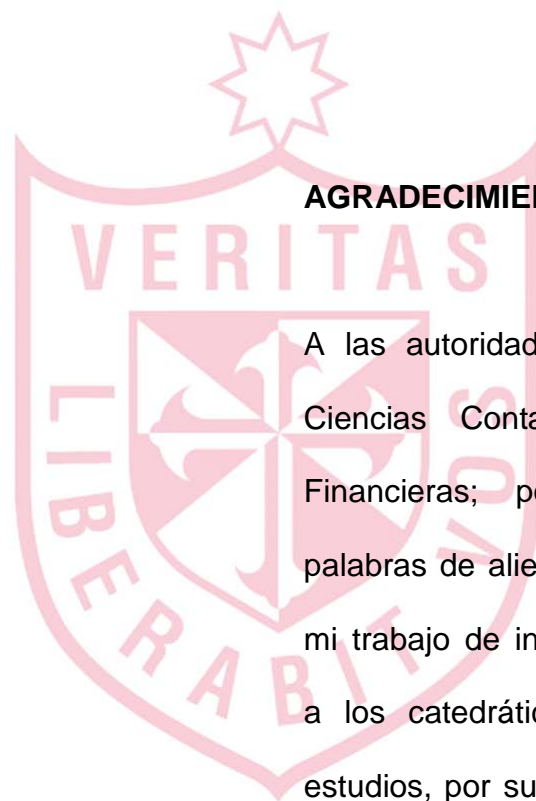 VERITAS
LIBERABIT
VOS
AGRADECIMIE
A las autoridad
Ciencias Conta
Financieras; p
palabras de alie
mi trabajo de in
a los catedrátic
estudios, por su